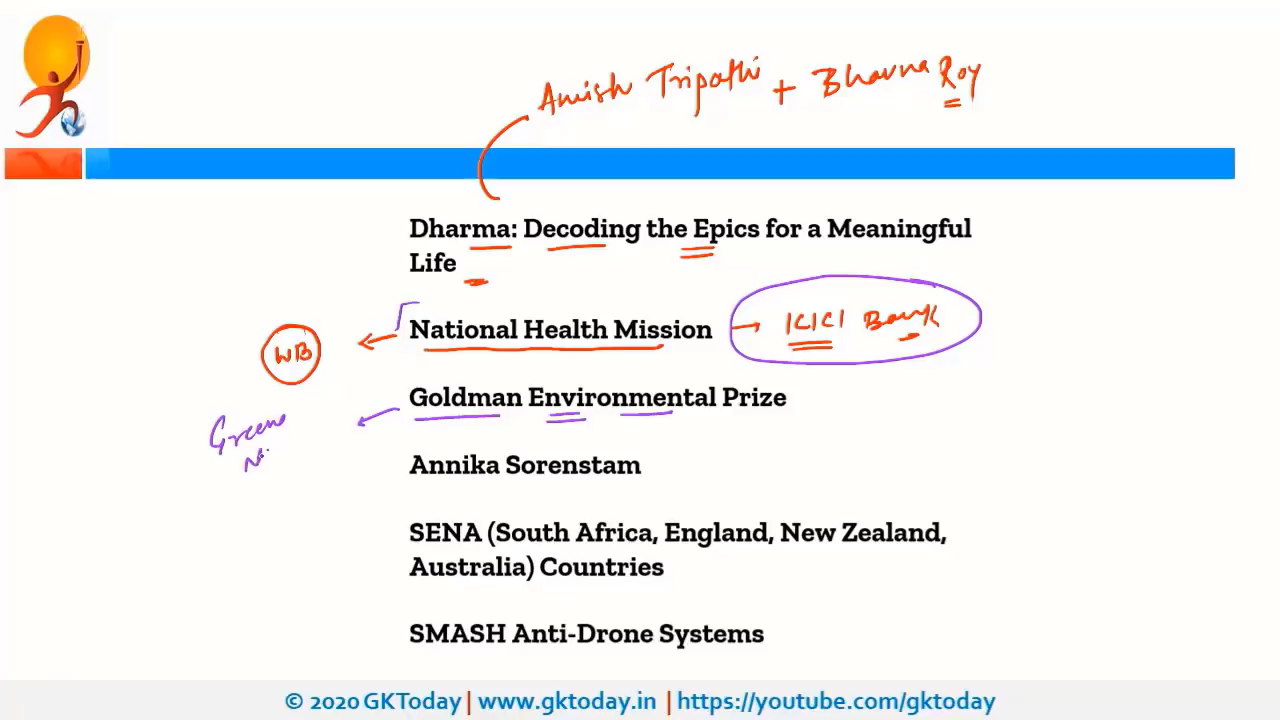 Amish Tripathi + Bhavna Roy
Dharma: Decoding the Epics for a Meaningful
Life
National Health Mission
ICICI Bank
WB
Goldman Environmental Prize
Green
Annika Sorenstam
SENA (South Africa, England, New Zealand,
Australia) Countries
SMASH Anti-Drone Systems
© 2020 GKToday | www.gktoday.in | https://youtube.com/gktoday